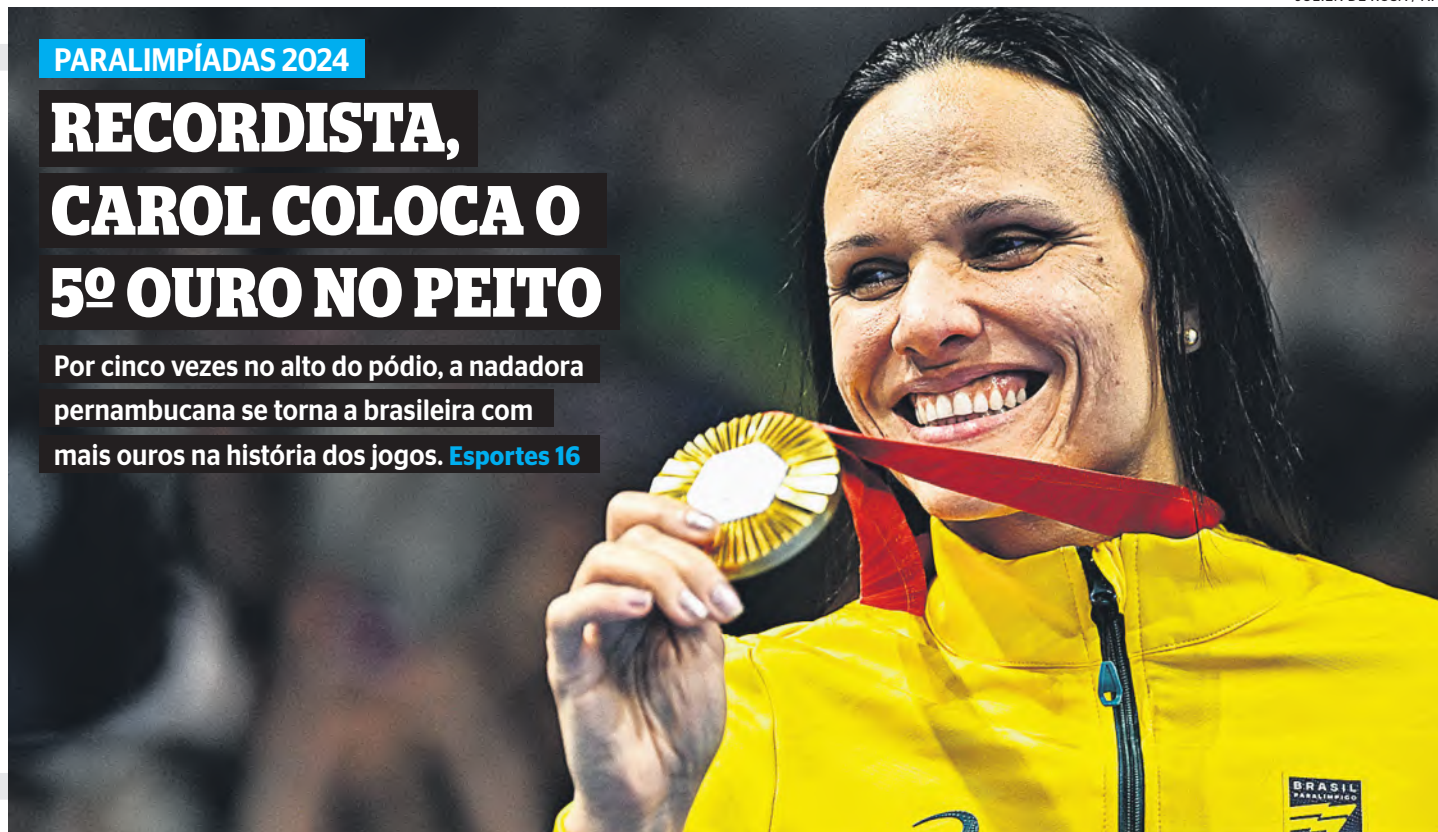 PARALIMPÍADAS 2024
RECORDISTA,
CAROL COLOCA O
5º OURO NO PEITO
Por cinco vezes no alto do pódio, a nadadora
pernambucana se torna a brasileira com
mais ouros na história dos jogos. Esportes 16
BRASIL
PARALÍMPICO